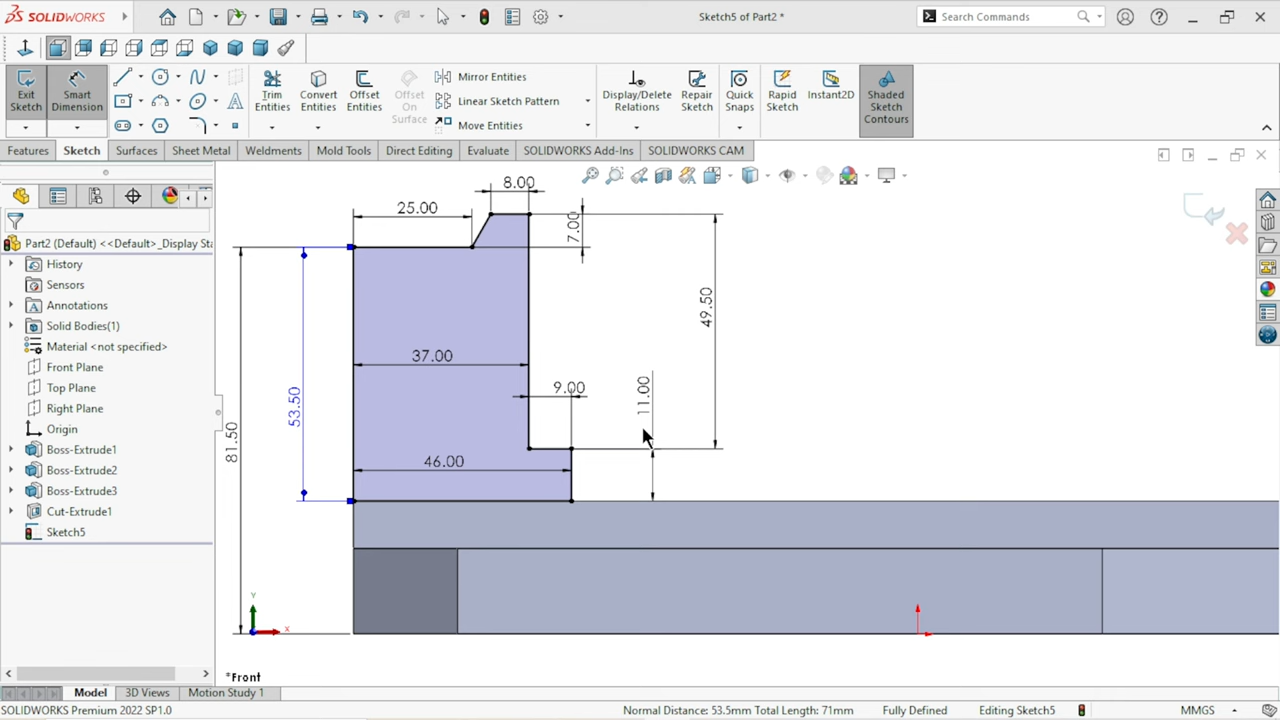 SOLIDWORKS
Sketch5 of Part2 *
Search Commands
Exit Sketch
Smart Dimension
Trim Entities
Convert Entities
Offset Entities
Offset On Surface
Mirror Entities
Linear Sketch Pattern
Move Entities
Display/Delete Relations
Repair Sketch
Quick Snaps
Rapid Sketch
Instant2D
Shaded Sketch Contours
Features
Sketch
Surfaces
Sheet Metal
Weldments
Mold Tools
Direct Editing
Evaluate
SOLIDWORKS Add-Ins
SOLIDWORKS CAM
Part2 (Default) <<Default>_Display Sta
History
Sensors
Annotations
Solid Bodies(1)
Material <not specified>
Front Plane
Top Plane
Right Plane
Origin
Boss-Extrude1
Boss-Extrude2
Boss-Extrude3
Cut-Extrude1
Sketch5
8.00
25.00
7.00
49.50
37.00
9.00
11.00
53.50
81.50
46.00
Y
X
*Front
Model
3D Views
Motion Study 1
SOLIDWORKS Premium 2022 SP1.0
Normal Distance: 53.5mm Total Length: 71mm
Fully Defined
Editing Sketch5
MMGS